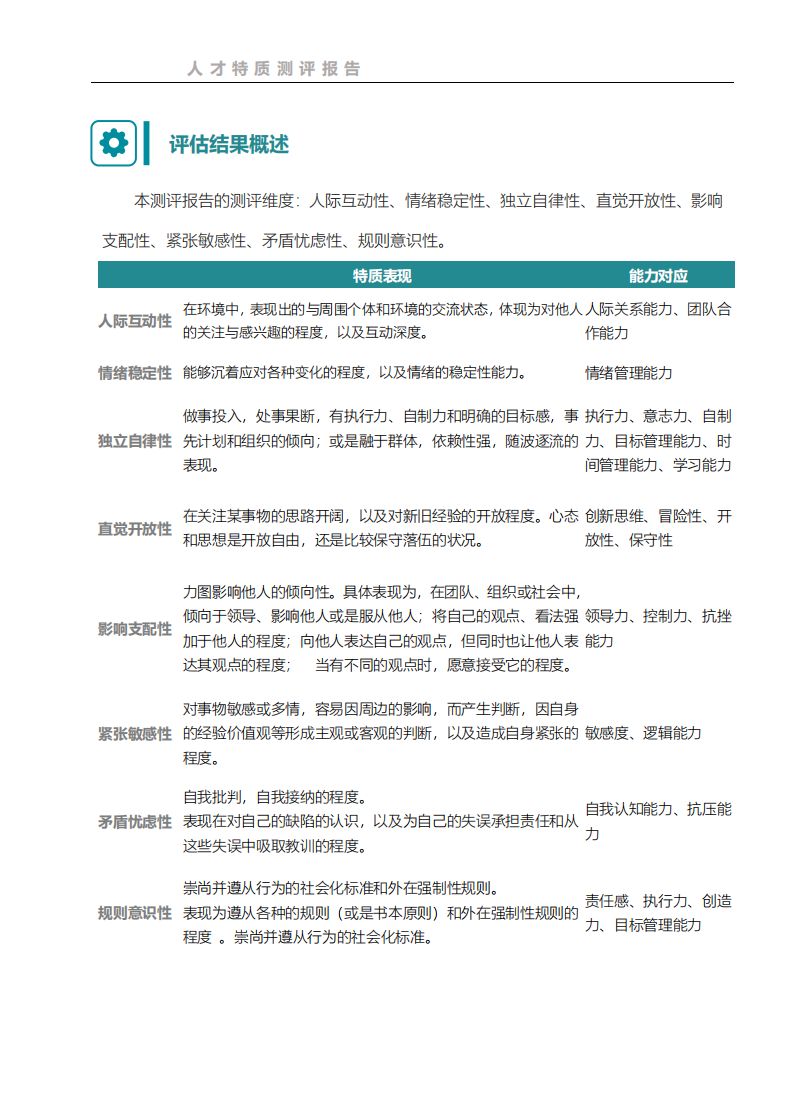 人才特质测评报告
评估结果概述
本测评报告的测评维度：人际互动性、情绪稳定性、独立自律性、直觉开放性、影响
支配性、紧张敏感性、矛盾忧虑性、规则意识性。
特质表现 能力对应
人际互动性
在环境中，表现出的与周围个体和环境的交流状态，体现为对他人
的关注与感兴趣的程度，以及互动深度。
人际关系能力、团队合
作能力
情绪稳定性
能够沉着应对各种变化的程度，以及情绪的稳定性能力。
情绪管理能力
独立自律性
做事投入，处事果断，有执行力、自制力和明确的目标感，事
先计划和组织的倾向；或是融于群体，依赖性强，随波逐流的
表现。
执行力、意志力、自制
力、目标管理能力、时
间管理能力、学习能力
直觉开放性
在关注某事物的思路开阔，以及对新旧经验的开放程度。心态
和思想是开放自由，还是比较保守落伍的状况。
创新思维、冒险性、开
放性、保守性
影响支配性
力图影响他人的倾向性。具体表现为，在团队、组织或社会中，
倾向于领导、影响他人或是服从他人；将自己的观点、看法强
加于他人的程度；向他人表达自己的观点，但同时也让他人表
达其观点的程度； 当有不同的观点时，愿意接受它的程度。
领导力、控制力、抗挫
能力
紧张敏感性
对事物敏感或多情，容易因周边的影响，而产生判断，因自身
的经验价值观等形成主观或客观的判断，以及造成自身紧张的
程度。
敏感度、逻辑能力
矛盾忧虑性
自我批判，自我接纳的程度。
表现在对自己的缺陷的认识，以及为自己的失误承担责任和从
这些失误中吸取教训的程度。
自我认知能力、抗压能
力
规则意识性
崇尚并遵从行为的社会化标准和外在强制性规则。
表现为遵从各种的规则（或是书本原则）和外在强制性规则的
程度 。崇尚并遵从行为的社会化标准。
责任感、执行力、创造
力、目标管理能力